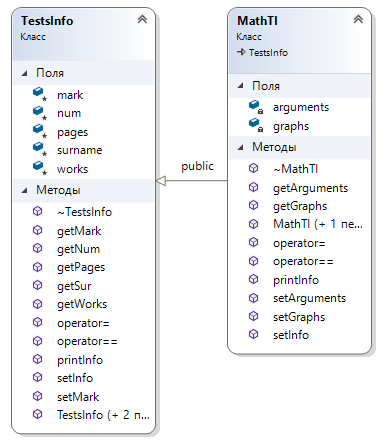 TestsInfo
Класс
Поля
mark
num
pages
surname
works
Методы
~TestsInfo
getMark
getNum
getPages
getSur
getWorks
operator=
operator==
printInfo
setInfo
setMark
TestsInfo (+ 2 п...
public
MathTI
Класс
TestsInfo
Поля
arguments
graphs
Методы
~MathTI
getArguments
getGraphs
MathTI (+ 1 пе...
operator=
operator==
printInfo
setArguments
setGraphs
setInfo